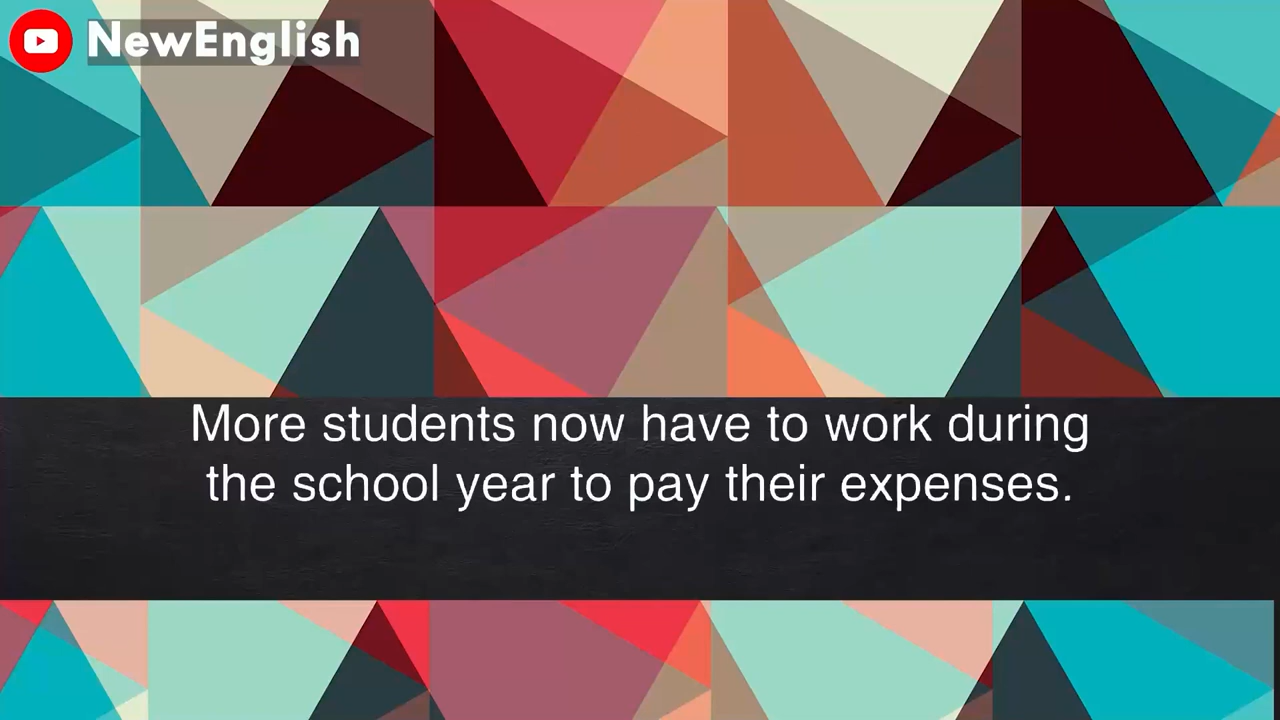 NewEnglish
More students now have to work during
the school year to pay their expenses.